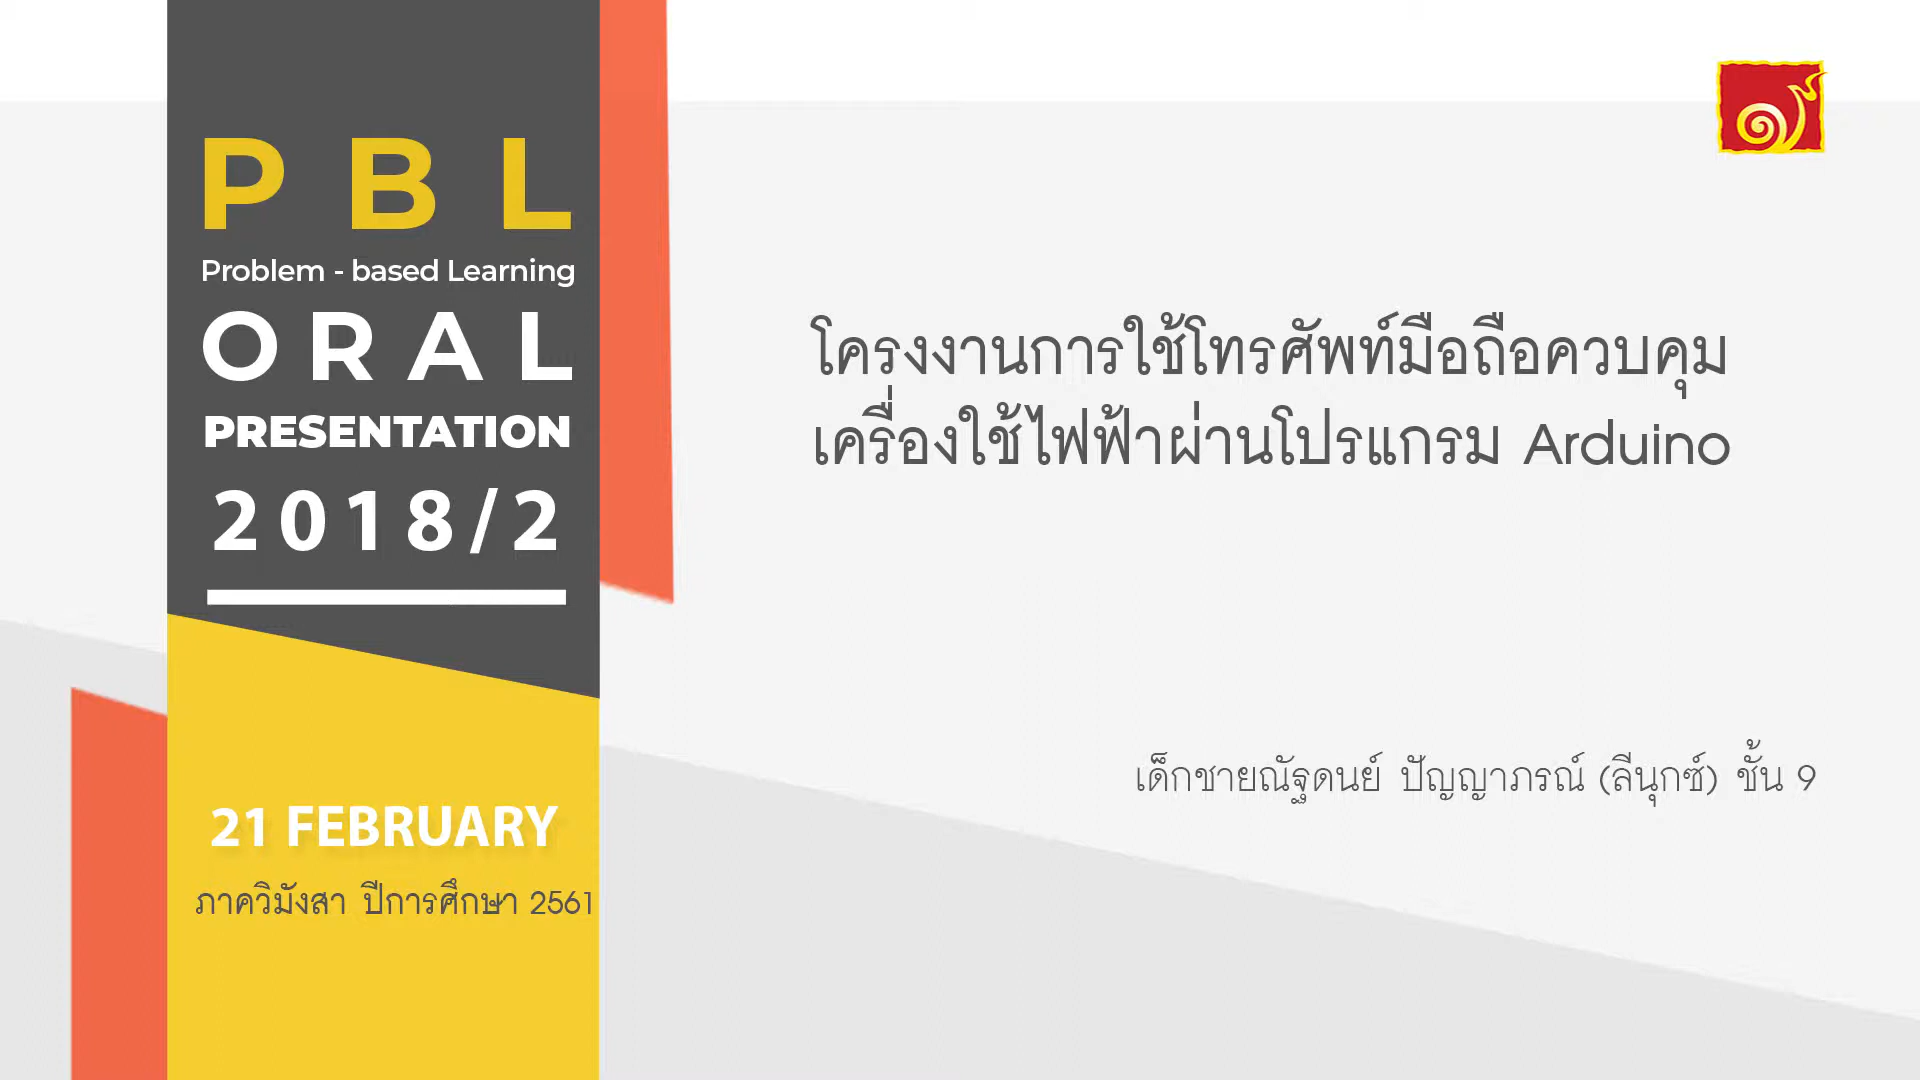 P B L
Problem - based Learning
ORAL
PRESENTATION
2018/2
21 FEBRUARY
ภาควิมังสา ปีการศึกษา 2561
โครงงานการใช้โทรศัพท์มือถือควบคุม
เครื่องใช้ไฟฟ้าผ่านโปรแกรม Arduino
เด็กชายณัฐดนย์ ปัญญาภรณ์ (ลีนุกซ์) ชั้น 9